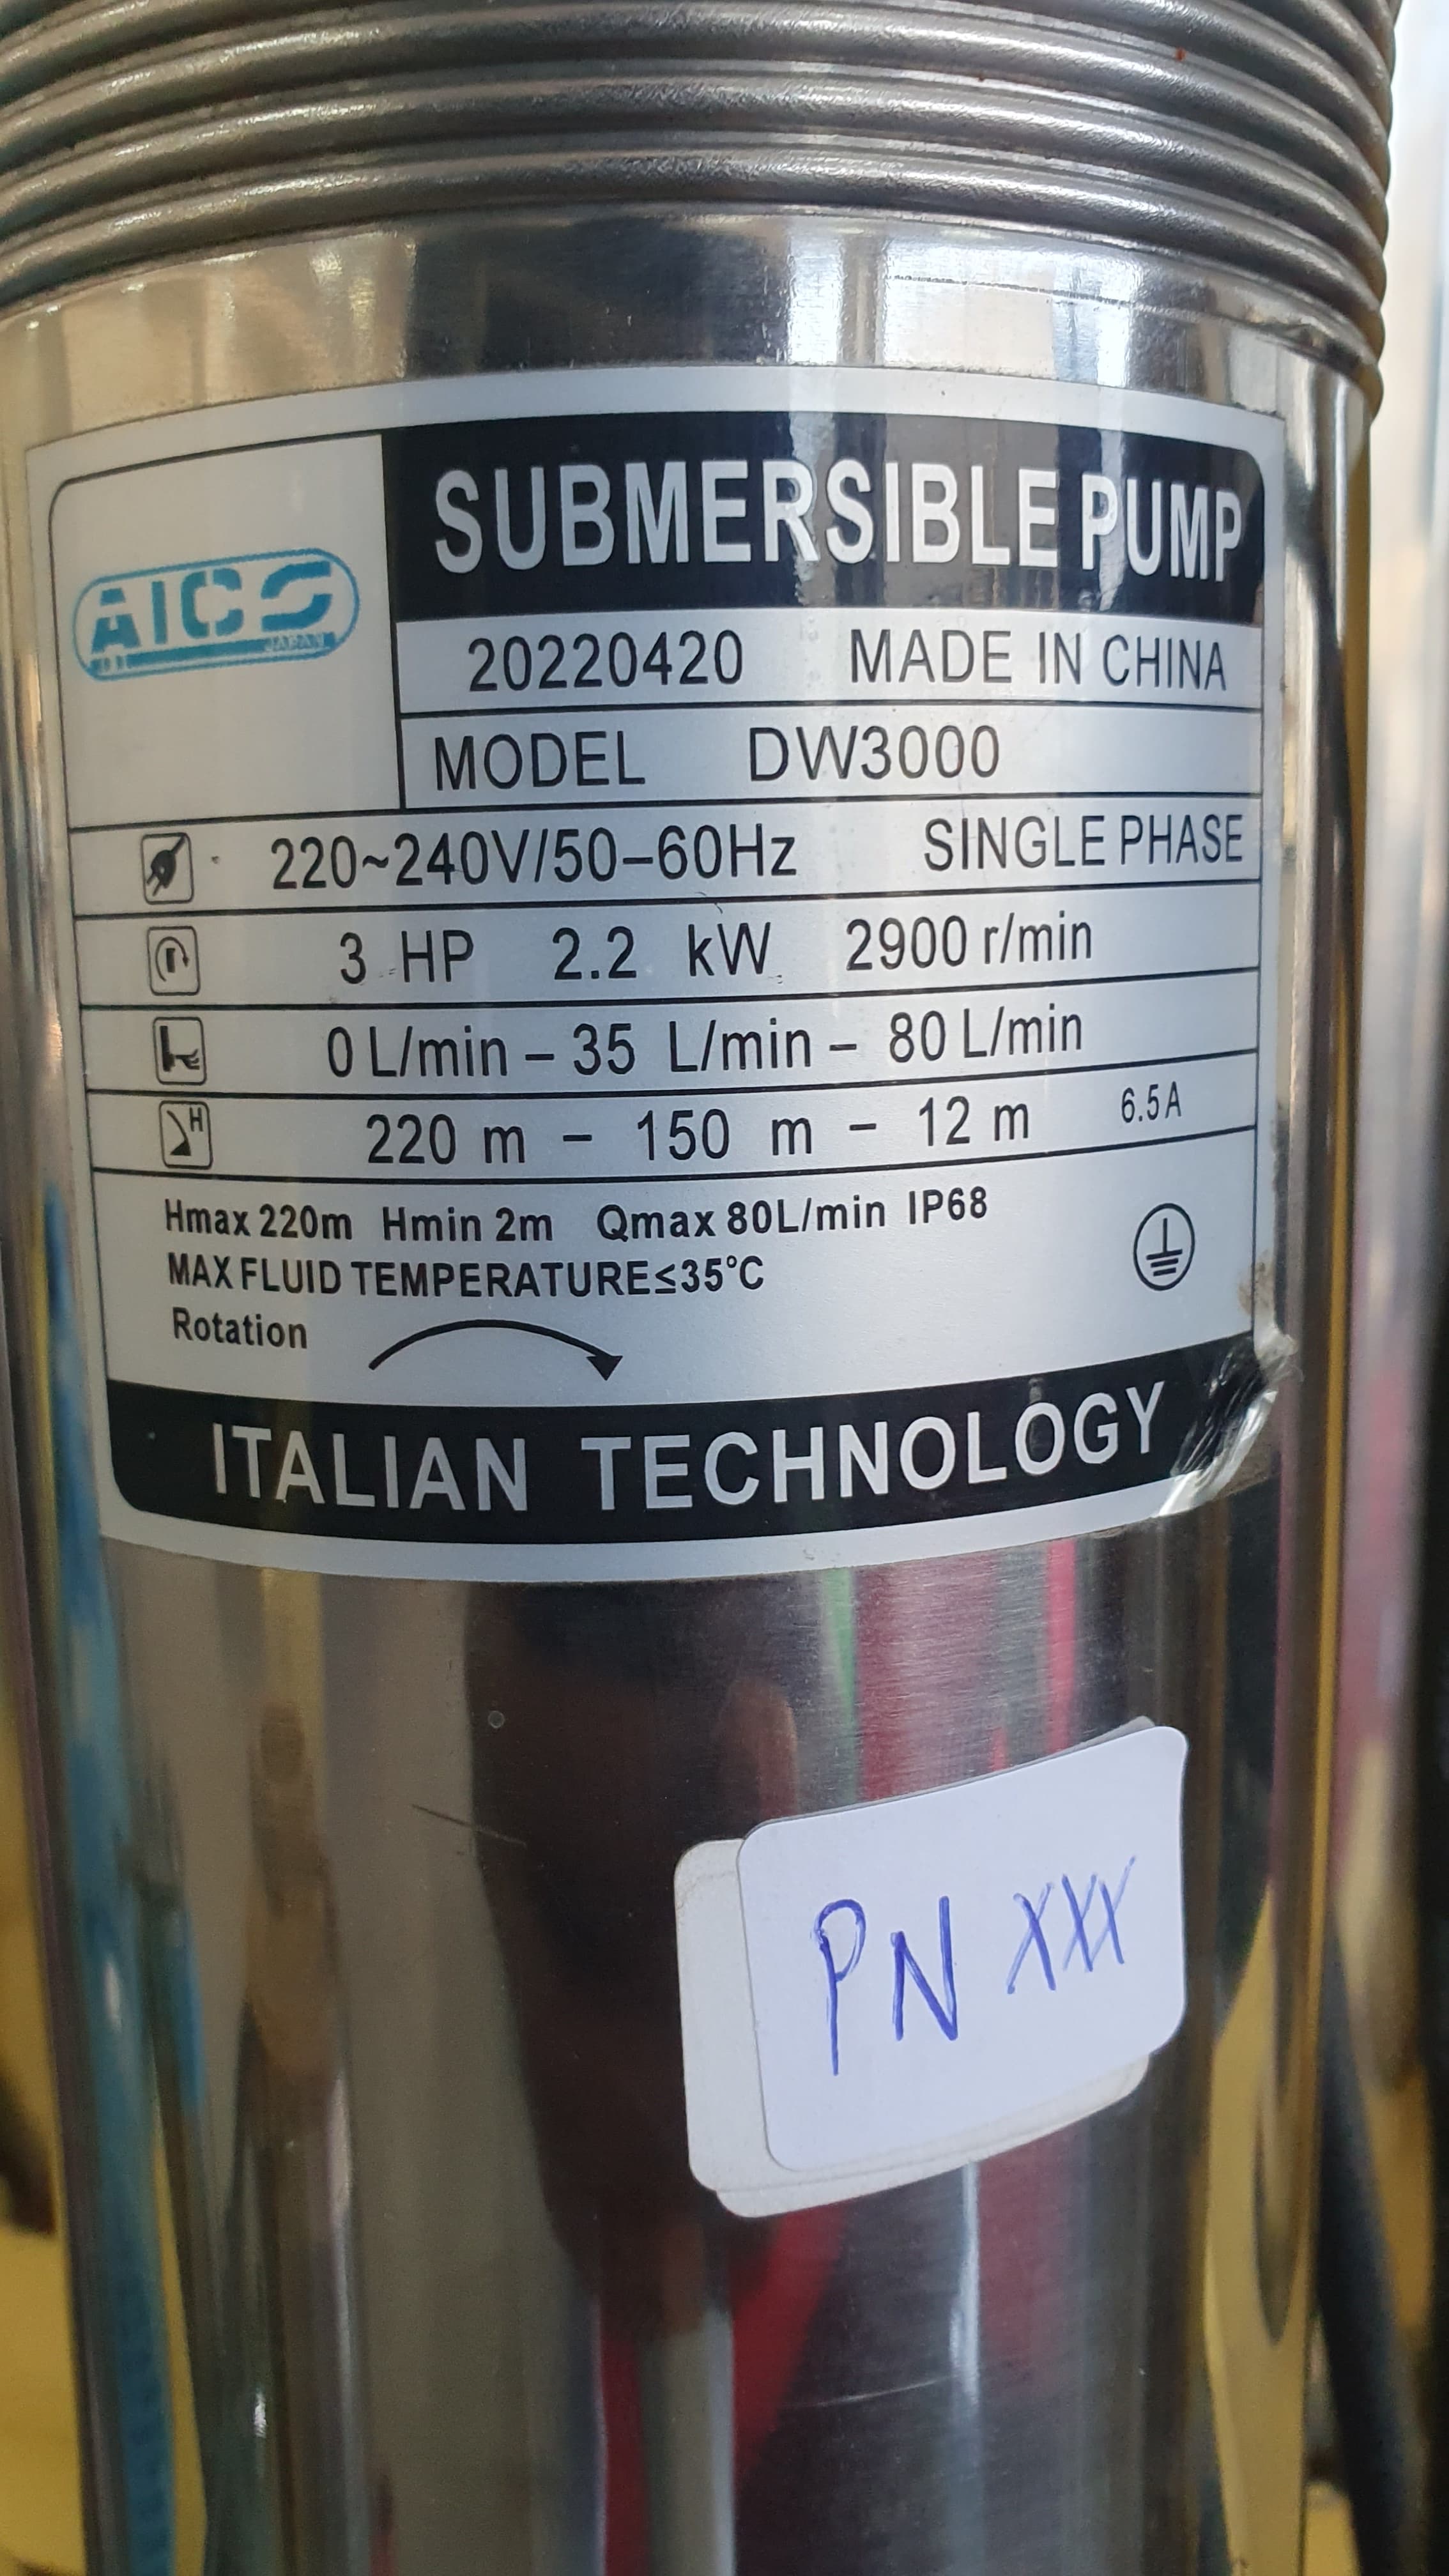 SUBMERSIBLE PUMP
AICO
JAPAN
20220420 MADE IN CHINA
MODEL DW3000
220~240V/50-60Hz SINGLE PHASE
3 HP 2.2 kW 2900 r/min
0 L/min - 35 L/min - 80 L/min
H 220 m - 150 m - 12 m 6.5A
Hmax 220m Hmin 2m Qmax 80L/min IP68
MAX FLUID TEMPERATURE≤35°C
Rotation
ITALIAN TECHNOLOGY
PN XXX